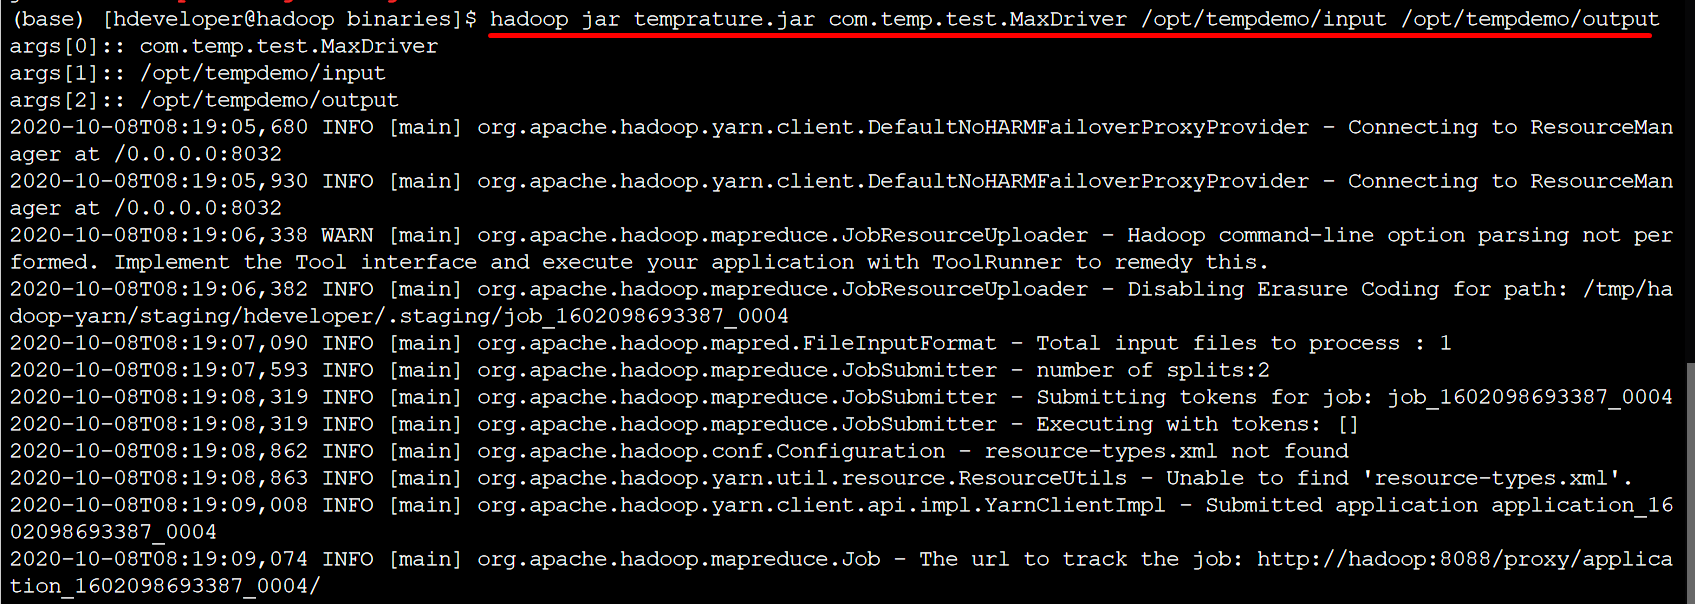 (base) [hdeveloper@hadoop binaries]$ hadoop jar temprature.jar com.temp.test.MaxDriver /opt/tempdemo/input /opt/tempdemo/output
args[0]:: com.temp.test.MaxDriver
args[1]:: /opt/tempdemo/input
args[2]:: /opt/tempdemo/output
2020-10-08T08:19:05,680 INFO [main] org.apache.hadoop.yarn.client.DefaultNoHARMFailoverProxyProvider - Connecting to ResourceMan
ager at /0.0.0.0:8032
2020-10-08T08:19:05,930 INFO [main] org.apache.hadoop.yarn.client.DefaultNoHARMFailoverProxyProvider - Connecting to ResourceMan
ager at /0.0.0.0:8032
2020-10-08T08:19:06,338 WARN [main] org.apache.hadoop.mapreduce.JobResourceUploader - Hadoop command-line option parsing not per
formed. Implement the Tool interface and execute your application with ToolRunner to remedy this.
2020-10-08T08:19:06,382 INFO [main] org.apache.hadoop.mapreduce.JobResourceUploader - Disabling Erasure Coding for path: /tmp/ha
doop-yarn/staging/hdeveloper/.staging/job_1602098693387_0004
2020-10-08T08:19:07,090 INFO [main] org.apache.hadoop.mapred.FileInputFormat - Total input files to process : 1
2020-10-08T08:19:07,593 INFO [main] org.apache.hadoop.mapreduce.JobSubmitter - number of splits:2
2020-10-08T08:19:08,319 INFO [main] org.apache.hadoop.mapreduce.JobSubmitter - Submitting tokens for job: job_1602098693387_0004
2020-10-08T08:19:08,319 INFO [main] org.apache.hadoop.mapreduce.JobSubmitter - Executing with tokens: []
2020-10-08T08:19:08,862 INFO [main] org.apache.hadoop.conf.Configuration - resource-types.xml not found
2020-10-08T08:19:08,863 INFO [main] org.apache.hadoop.yarn.util.resource.ResourceUtils - Unable to find 'resource-types.xml'.
2020-10-08T08:19:09,008 INFO [main] org.apache.hadoop.yarn.client.api.impl.YarnClientImpl - Submitted application application_16
02098693387_0004
2020-10-08T08:19:09,074 INFO [main] org.apache.hadoop.mapreduce.Job - The url to track the job: http://hadoop:8088/proxy/applica
tion_1602098693387_0004/